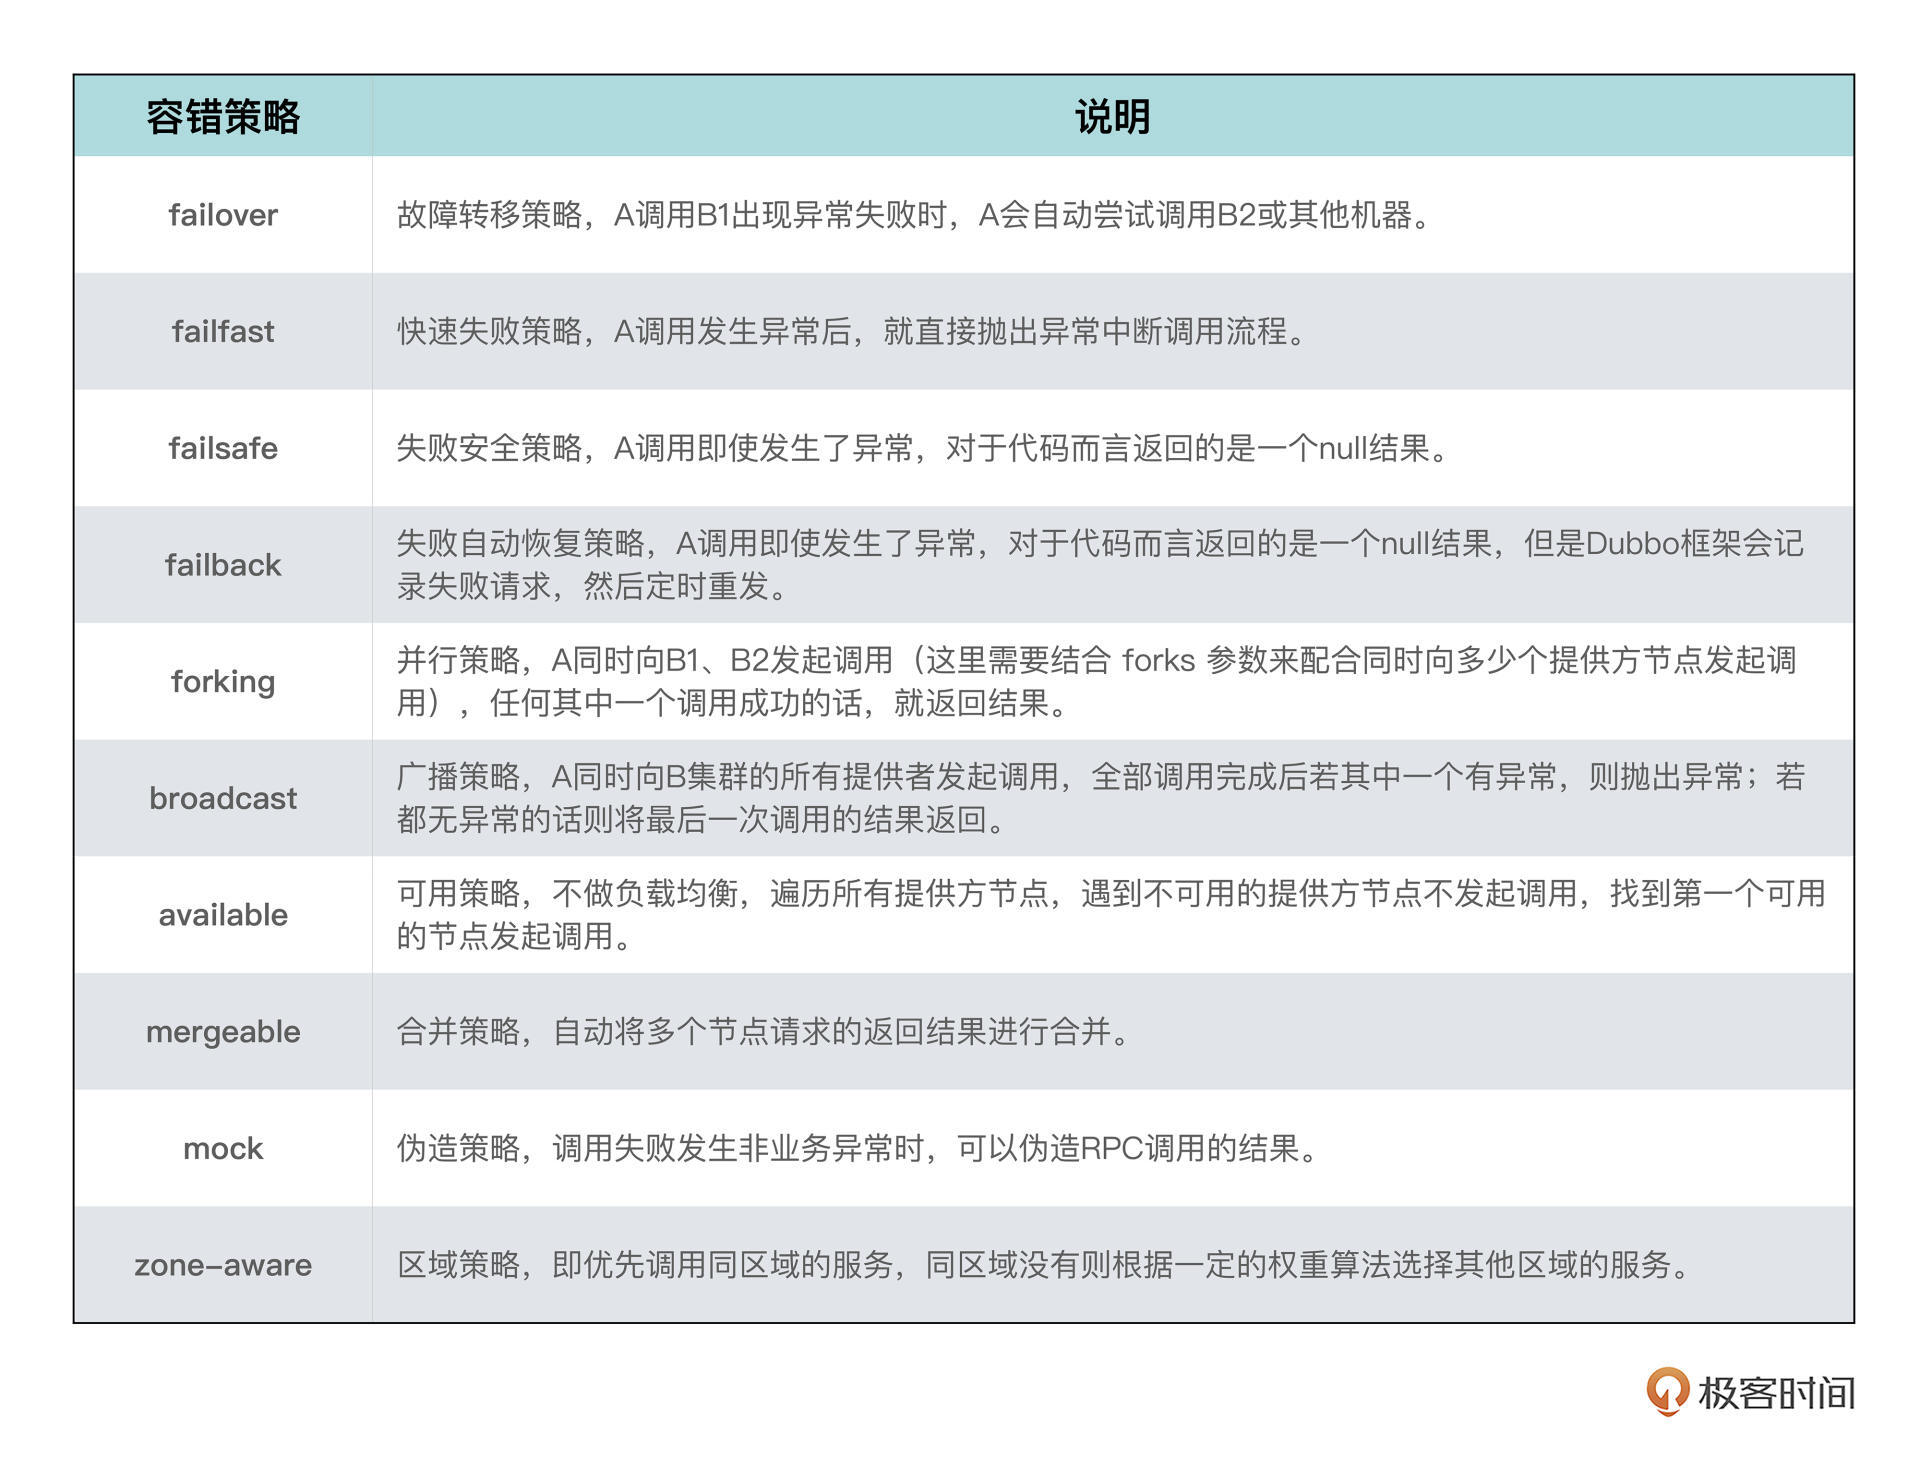 容错策略 说明
failover 故障转移策略，A调用B1出现异常失败时，A会自动尝试调用B2或其他机器。
failfast 快速失败策略，A调用发生异常后，就直接抛出异常中断调用流程。
failsafe 失败安全策略，A调用即使发生了异常，对于代码而言返回的是一个null结果。
failback 失败自动恢复策略，A调用即使发生了异常，对于代码而言返回的是一个null结果，但是Dubbo框架会记
录失败请求，然后定时重发。
forking 并行策略，A同时向B1、B2发起调用（这里需要结合 forks 参数来配合同时向多少个提供方节点发起调
用），任何其中一个调用成功的话，就返回结果。
broadcast 广播策略，A同时向B集群的所有提供者发起调用，全部调用完成后若其中一个有异常，则抛出异常；若
都无异常的话则将最后一次调用的结果返回。
available 可用策略，不做负载均衡，遍历所有提供方节点，遇到不可用的提供方节点不发起调用，找到第一个可用
的节点发起调用。
mergeable 合并策略，自动将多个节点请求的返回结果进行合并。
mock 伪造策略，调用失败发生非业务异常时，可以伪造RPC调用的结果。
zone-aware 区域策略，即优先调用同区域的服务，同区域没有则根据一定的权重算法选择其他区域的服务。
极客时间